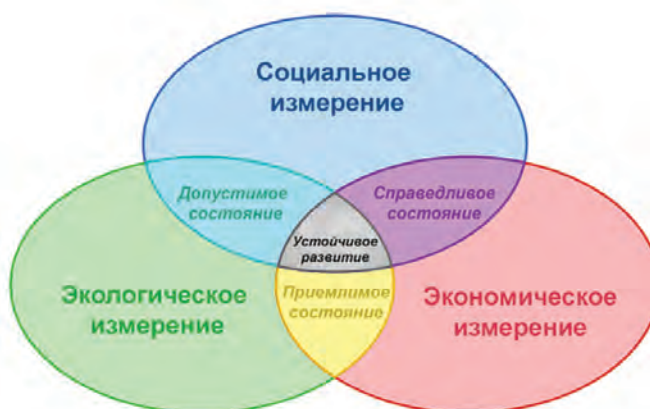 Социальное
измерение
Допустимое
состояние
Справедливое
состояние
Устойчивое
развитие
Экологическое
измерение
Приемлимое
состояние
Экономическое
измерение